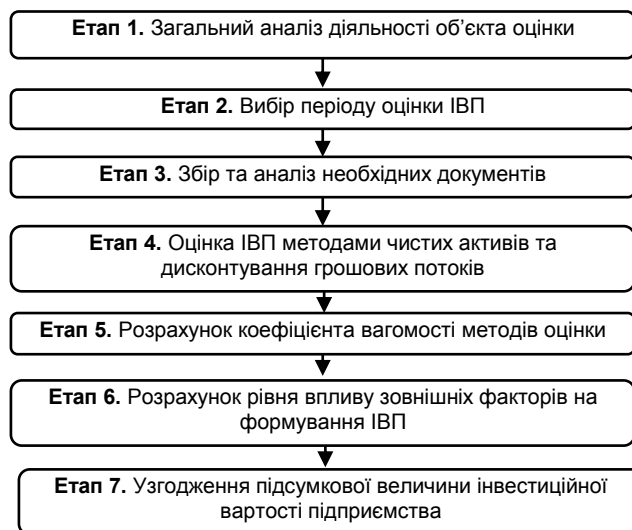 Етап 1. Загальний аналіз діяльності об’єкта оцінки
Етап 2. Вибір періоду оцінки ІВП
Етап 3. Збір та аналіз необхідних документів
Етап 4. Оцінка ІВП методами чистих активів та
дисконтування грошових потоків
Етап 5. Розрахунок коефіцієнта вагомості методів оцінки
Етап 6. Розрахунок рівня впливу зовнішніх факторів на
формування ІВП
Етап 7. Узгодження підсумкової величини інвестиційної
вартості підприємства